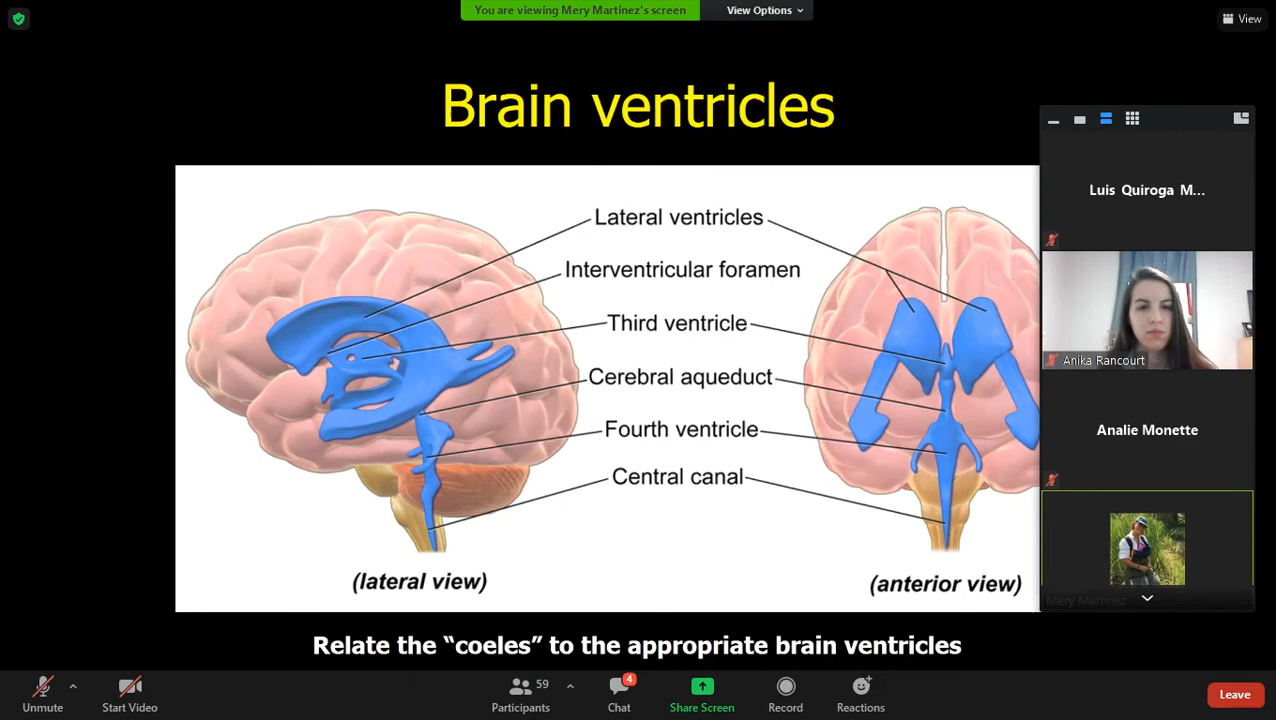 You are viewing Mery Martinez's screen
View Options
View
Brain ventricles
Lateral ventricles
Interventricular foramen
Third ventricle
Cerebral aqueduct
Fourth ventricle
Central canal
(lateral view)
(anterior view)
Relate the “coeles” to the appropriate brain ventricles
Luis Quiroga M...
Anika Rancourt
Analie Monette
Mery Martinez
Unmute
Start Video
59
Participants
4
Chat
Share Screen
Record
Reactions
Leave